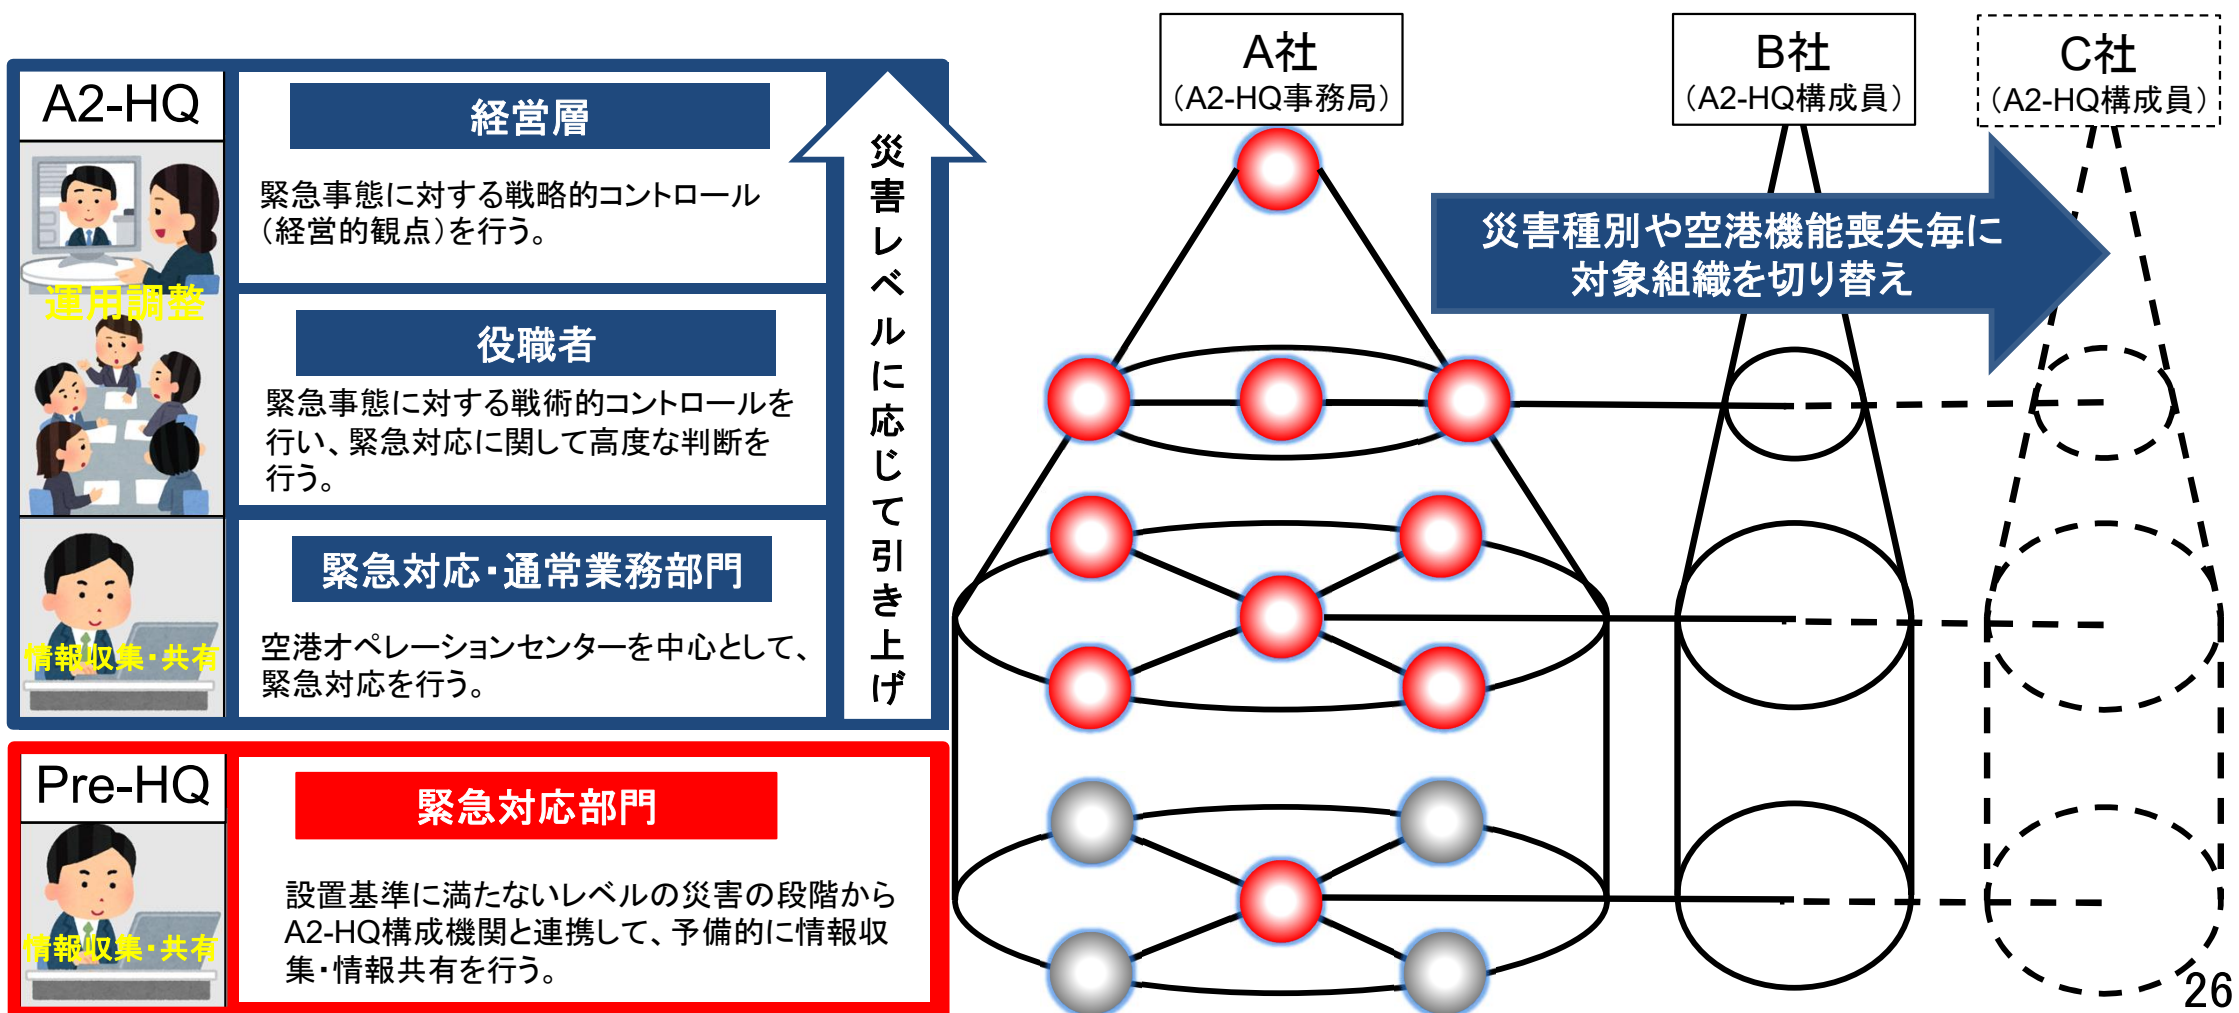 A2-HQ
運用調整
情報収集・共有
経営層
緊急事態に対する戦略的コントロール
（経営的観点）を行う。
役職者
緊急事態に対する戦術的コントロールを
行い、緊急対応に関して高度な判断を
行う。
緊急対応・通常業務部門
空港オペレーションセンターを中心として、
緊急対応を行う。
災害レベルに応じて引き上げ
Pre-HQ
情報収集・共有
緊急対応部門
設置基準に満たないレベルの災害の段階から
A2-HQ構成機関と連携して、予備的に情報収
集・情報共有を行う。
A社
（A2-HQ事務局）
B社
（A2-HQ構成員）
C社
（A2-HQ構成員）
災害種別や空港機能喪失毎に
対象組織を切り替え
26